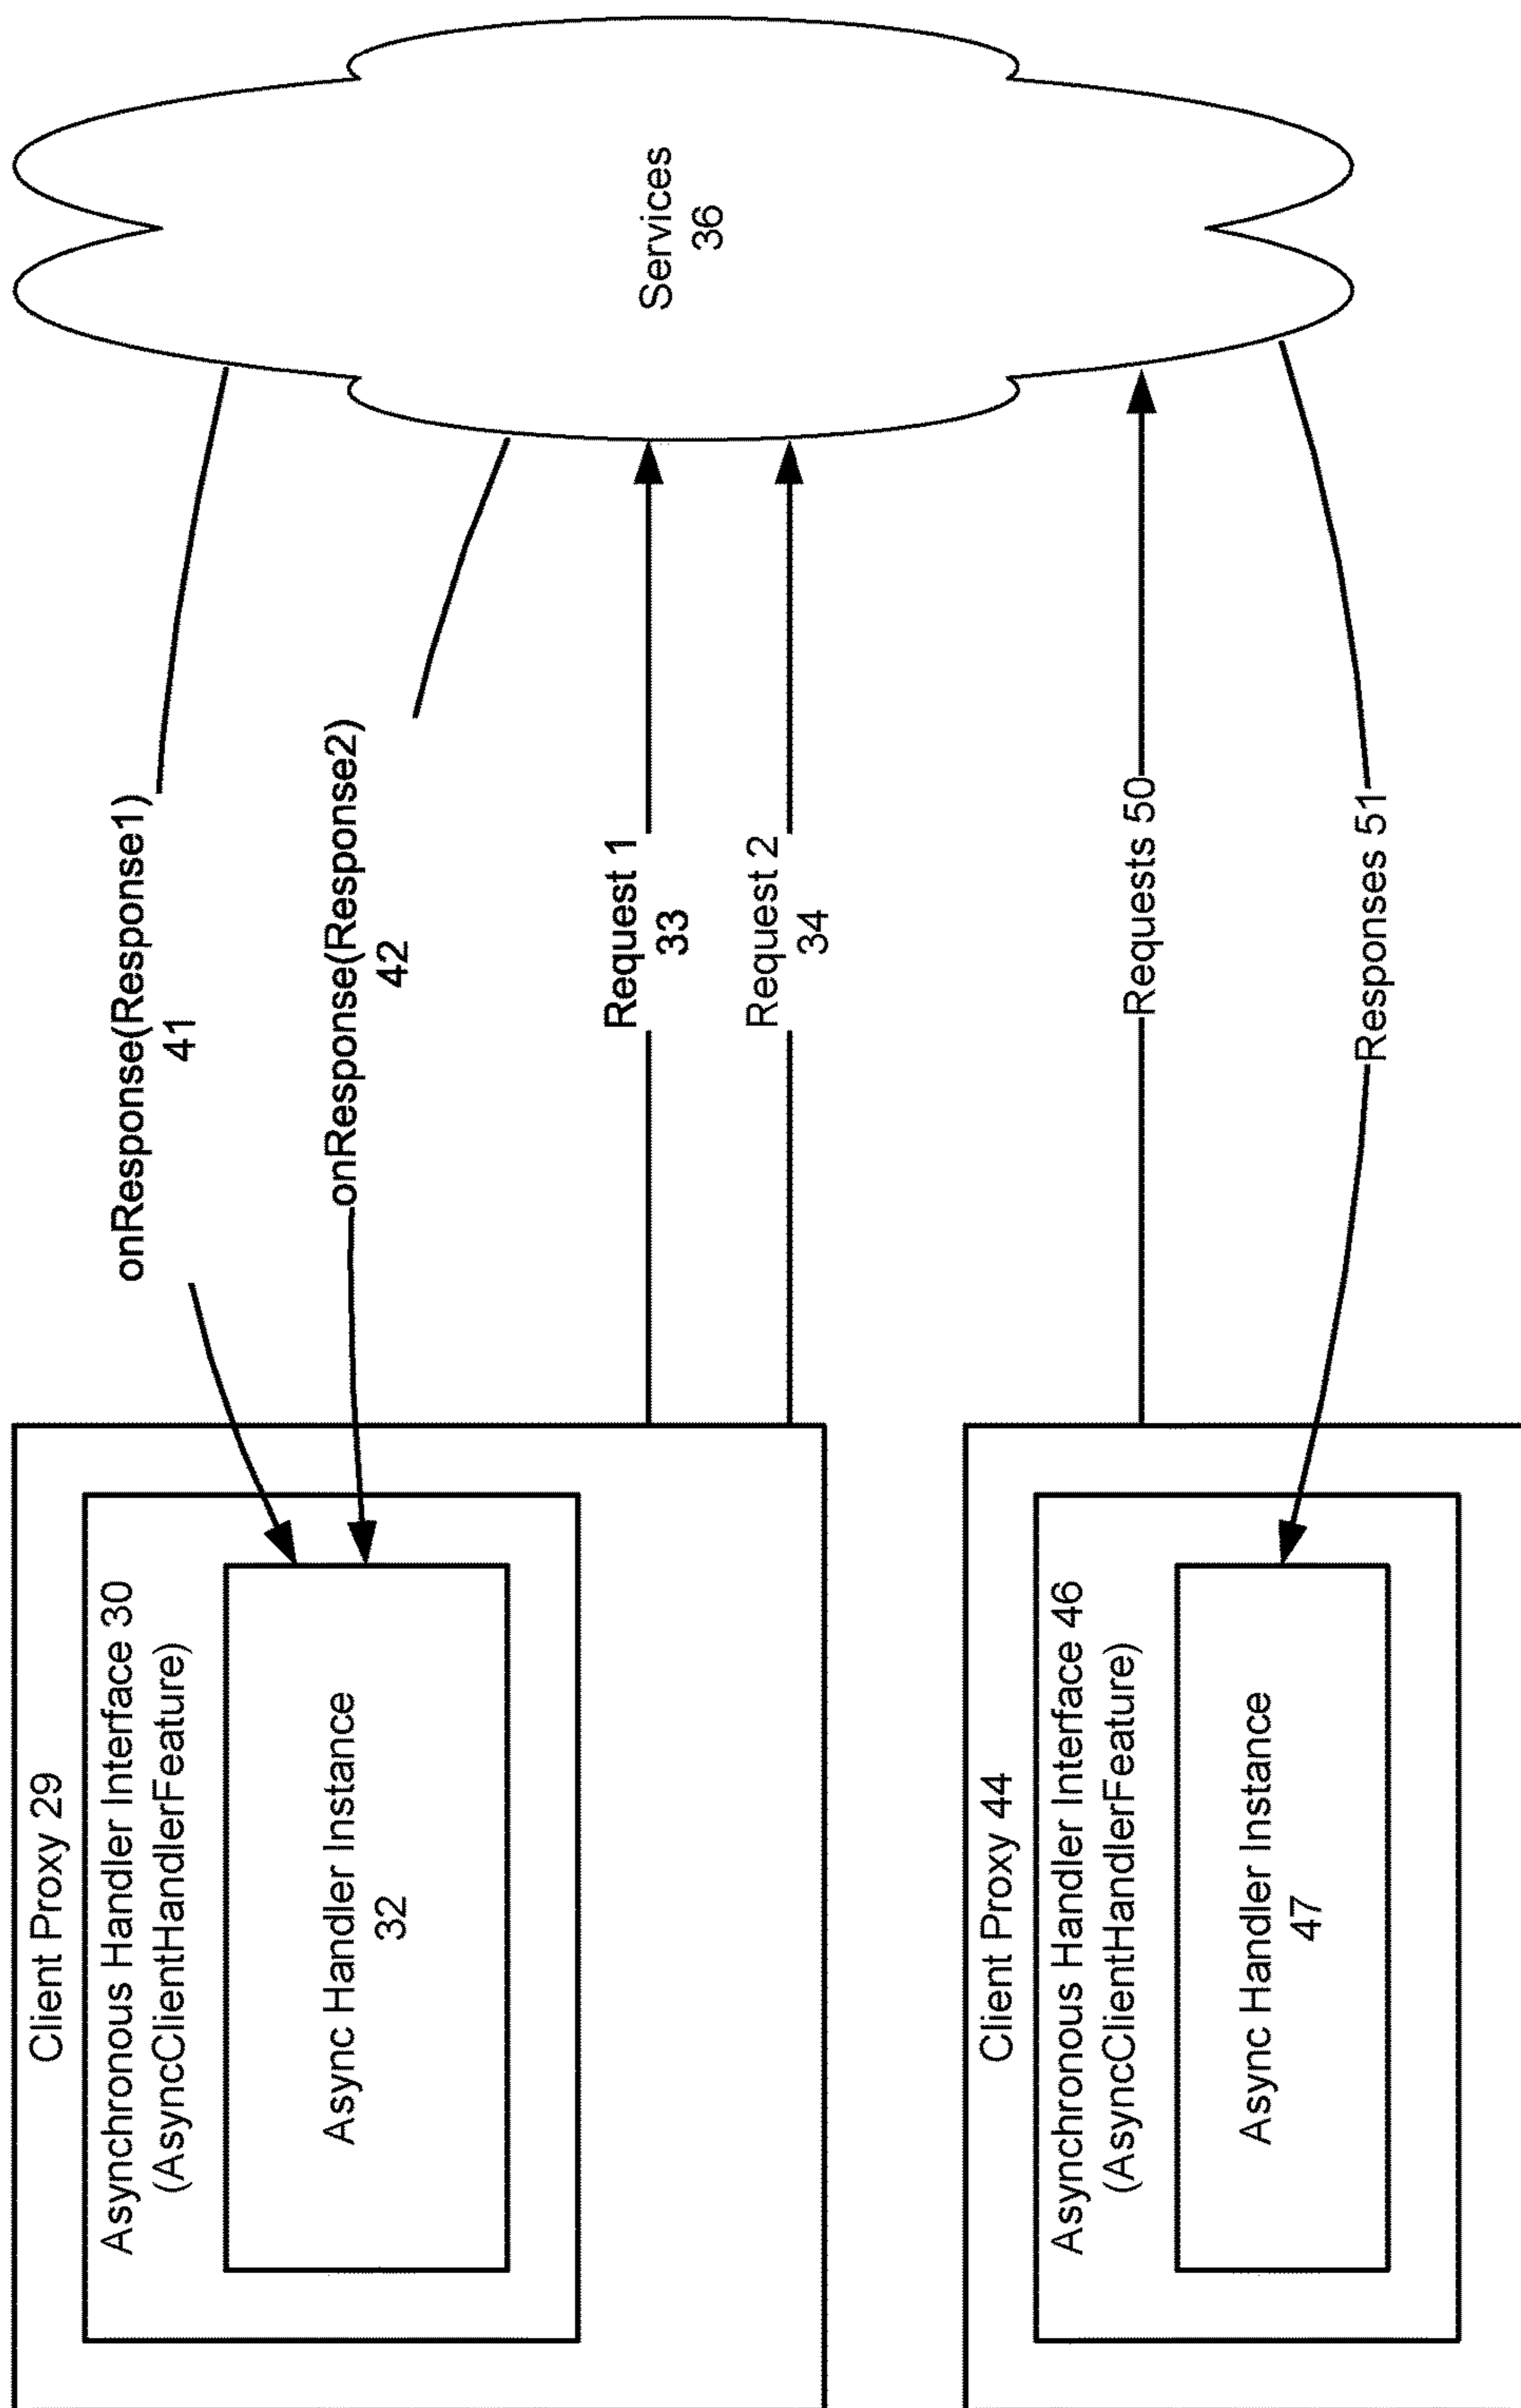 Client Proxy 29
Asynchronous Handler Interface 30
(AsyncClientHandlerFeature)
Async Handler Instance
32
onResponse(Response1)
41
onResponse(Response2)
42
Request 1
33
Request 2
34
Services
36
Client Proxy 44
Asynchronous Handler Interface 46
(AsyncClientHandlerFeature)
Async Handler Instance
47
Requests 50
Responses 51